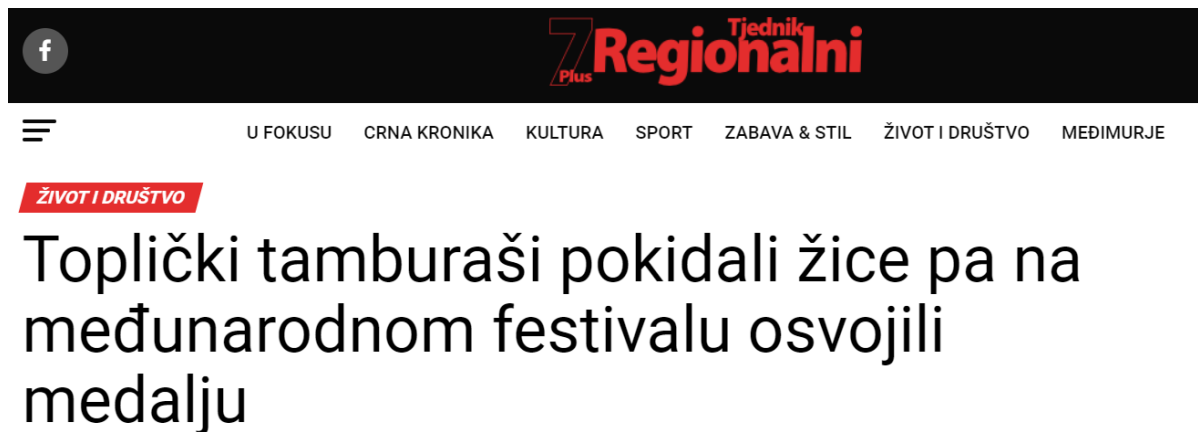 f
7 Plus Regionalni Tjednik
U FOKUSU CRNA KRONIKA KULTURA SPORT ZABAVA & STIL ŽIVOT I DRUŠTVO MEĐIMURJE
ŽIVOT I DRUŠTVO
Toplički tamburaši pokidali žice pa na
međunarodnom festivalu osvojili
medalju